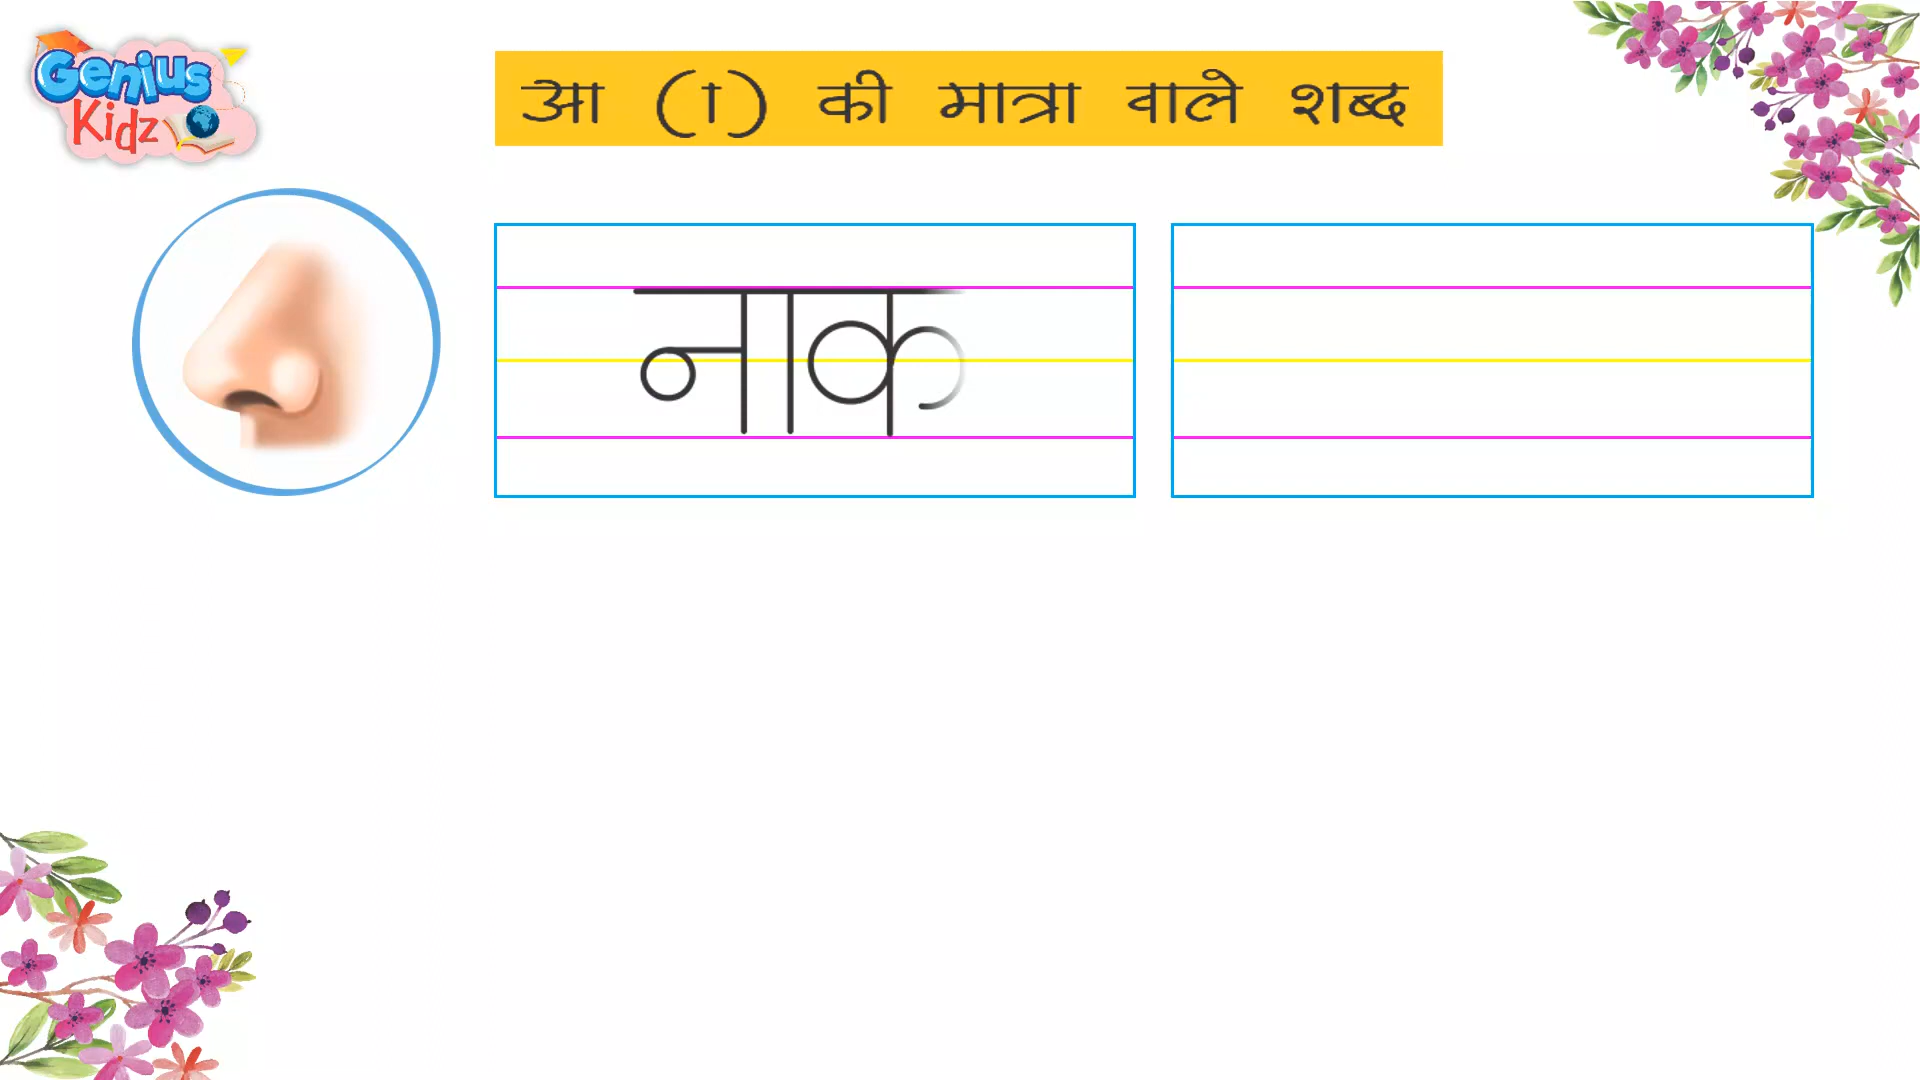 Genius
Kidz
आ (ा) की मात्रा वाले शब्द
नाक